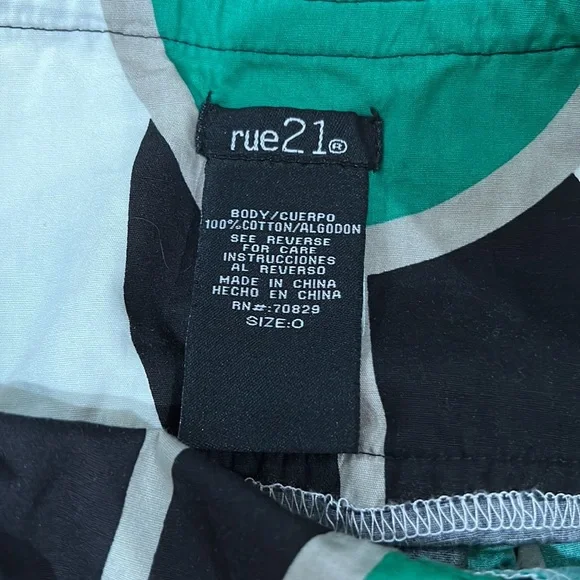 rue21®
BODY/CUERPO
100%COTTON/ALGODON
SEE REVERSE
FOR CARE
INSTRUCCIONES
AL REVERSO
MADE IN CHINA
HECHO EN CHINA
RN#:70829
SIZE:0